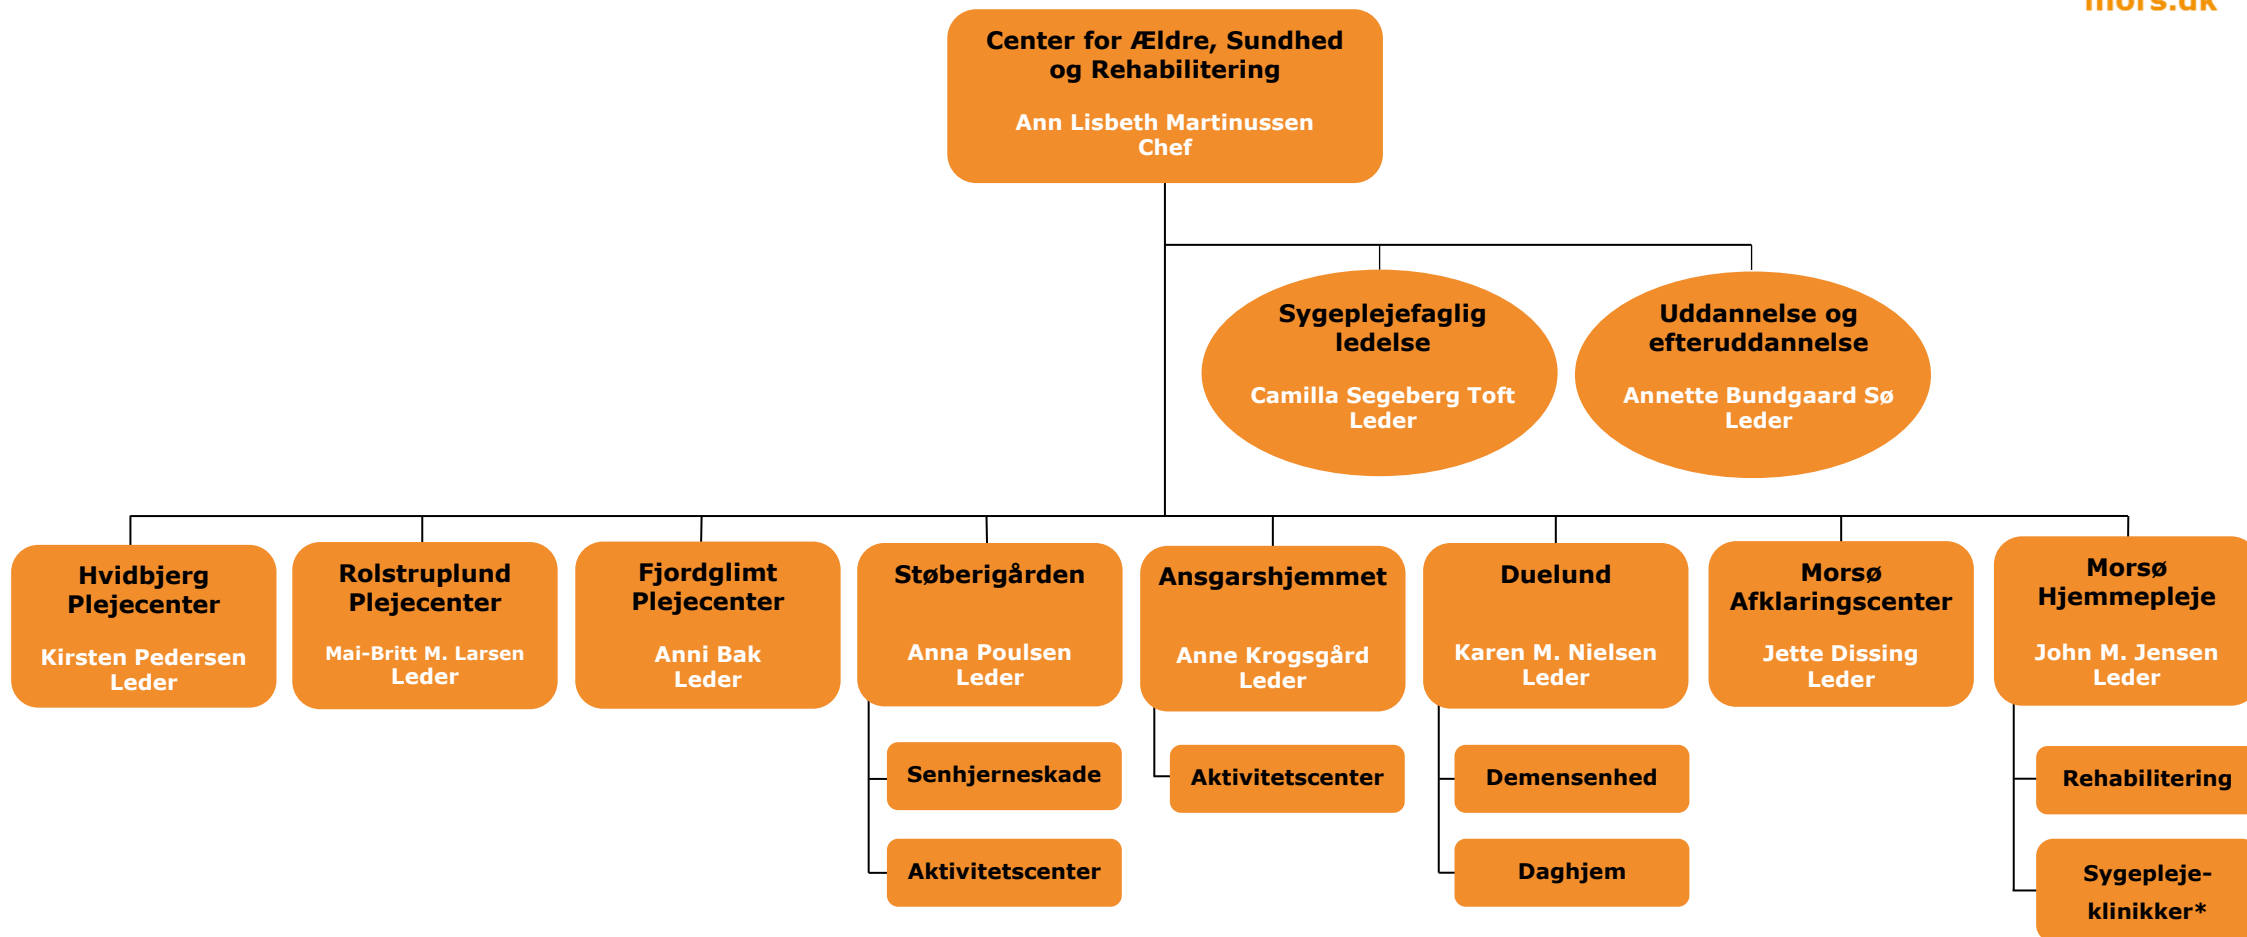 mors.dk
Center for Ældre, Sundhed
og Rehabilitering
Ann Lisbeth Martinussen
Chef
Sygeplejefaglig
ledelse
Camilla Segeberg Toft
Leder
Uddannelse og
efteruddannelse
Annette Bundgaard Sø
Leder
Hvidbjerg
Plejecenter
Kirsten Pedersen
Leder
Rolstruplund
Plejecenter
Mai-Britt M. Larsen
Leder
Fjordglimt
Plejecenter
Anni Bak
Leder
Støberigården
Anna Poulsen
Leder
Senhjerneskade
Aktivitetscenter
Ansgarshjemmet
Anne Krogsgård
Leder
Aktivitetscenter
Duelund
Karen M. Nielsen
Leder
Demensenhed
Daghjem
Morsø
Afklaringscenter
Jette Dissing
Leder
Morsø
Hjemmepleje
John M. Jensen
Leder
Rehabilitering
Sygepleje-
klinikker*